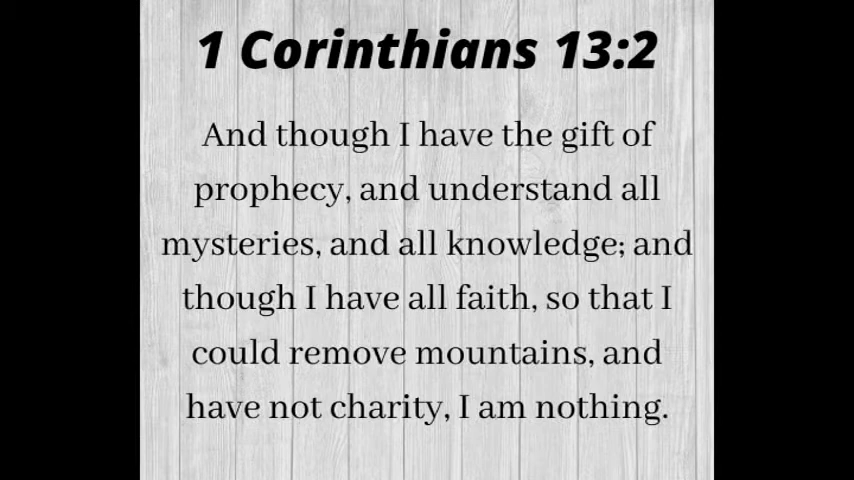 1 Corinthians 13:2
And though I have the gift of
prophecy, and understand all
mysteries, and all knowledge; and
though I have all faith, so that I
could remove mountains, and
have not charity, I am nothing.